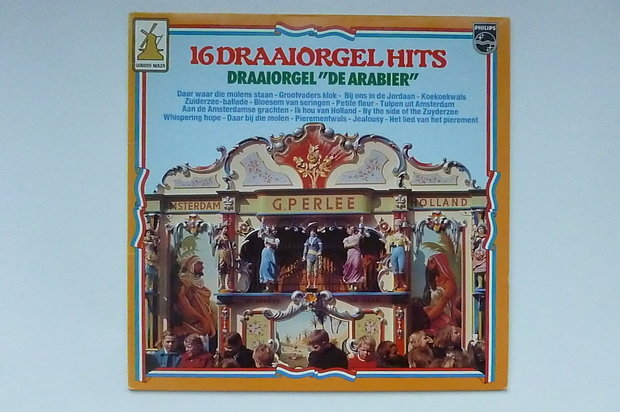 GOUDEN MOLEN
PHILIPS
16 DRAAIORGEL HITS
DRAAIORGEL "DE ARABIER"
Daar waar die molens staan - Grootvaders klok - Bij ons in de Jordaan - Koekoekwals
Zuiderzee-ballade - Bloesem van seringen - Petite fleur - Tulpen uit Amsterdam
Aan de Amsterdamse grachten - Ik hou van Holland - By the side of the Zuyderzee
Whispering hope - Daar bij die molen - Pierementwals - Jealousy - Het lied van het pierement
AMSTERDAM G. PERLEE HOLLAND